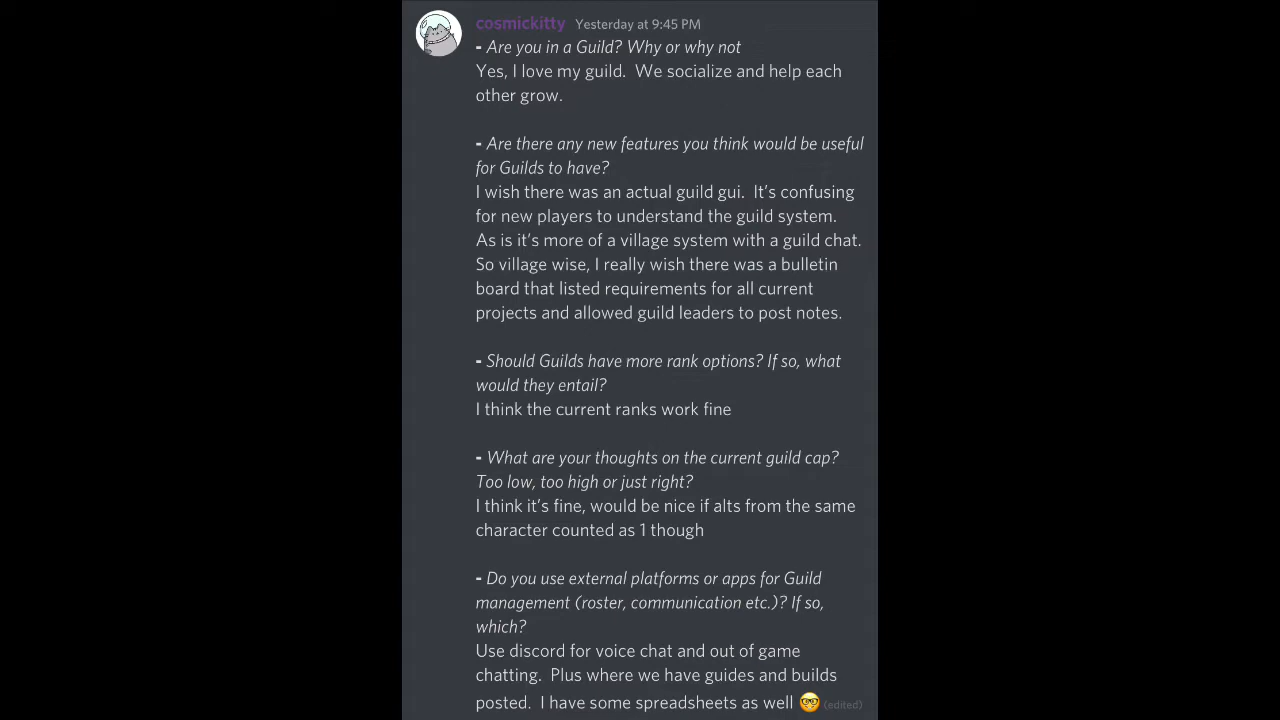 cosmickitty Yesterday at 9:45 PM
- Are you in a Guild? Why or why not
Yes, I love my guild.  We socialize and help each
other grow.
- Are there any new features you think would be useful
for Guilds to have?
I wish there was an actual guild gui.  It’s confusing
for new players to understand the guild system.
As is it’s more of a village system with a guild chat.
So village wise, I really wish there was a bulletin
board that listed requirements for all current
projects and allowed guild leaders to post notes.
- Should Guilds have more rank options? If so, what
would they entail?
I think the current ranks work fine
- What are your thoughts on the current guild cap?
Too low, too high or just right?
I think it’s fine, would be nice if alts from the same
character counted as 1 though
- Do you use external platforms or apps for Guild
management (roster, communication etc.)? If so,
which?
Use discord for voice chat and out of game
chatting.  Plus where we have guides and builds
posted.  I have some spreadsheets as well 🤓 (edited)